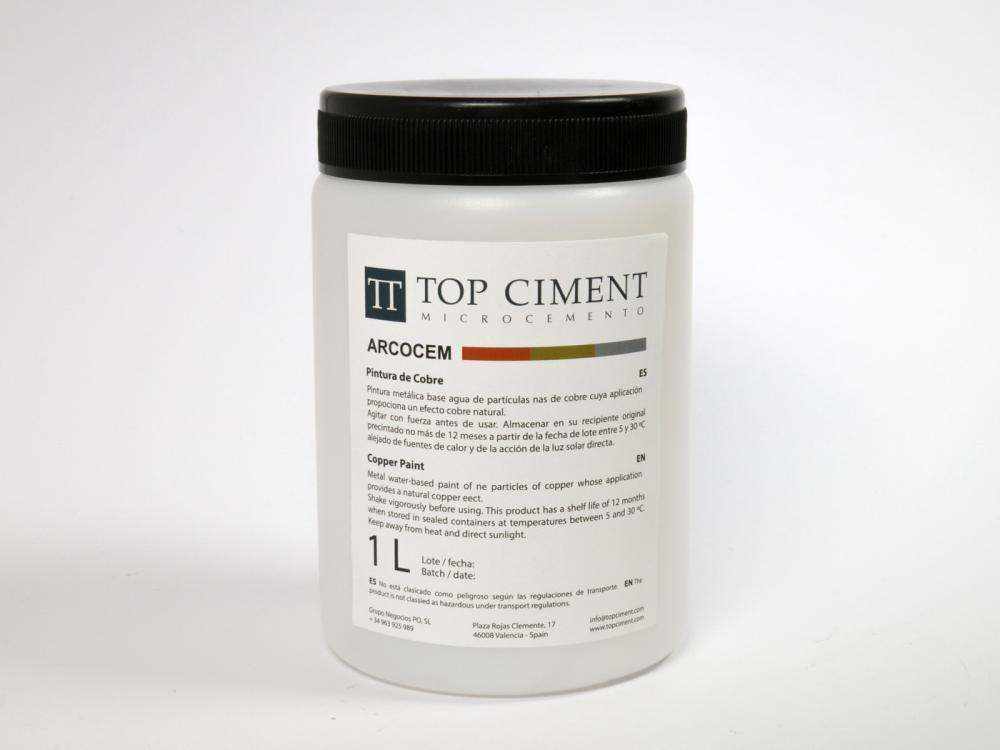 TT TOP CIMENT
MICROCEMENTO
ARCOCEM
Pintura de Cobre ES
Pintura metálica base agua de partículas nas de cobre cuya aplicación
propociona un efecto cobre natural.
Agitar con fuerza antes de usar. Almacenar en su recipiente original
precintado no más de 12 meses a partir de la fecha de lote entre 5 y 30 ºC
alejado de fuentes de calor y de la acción de la luz solar directa.
Copper Paint EN
Metal water-based paint of ne particles of copper whose application
provides a natural copper eect.
Shake vigorously before using. This product has a shelf life of 12 months
when stored in sealed containers at temperatures between 5 and 30 ºC.
Keep away from heat and direct sunlight.
1 L
Lote / fecha:
Batch / date:
ES No está clasicado como peligroso según las regulaciones de transporte. EN The
product is not classied as hazardous under transport regulations.
Grupo Negocios PO, SL
+ 34 963 925 989
Plaza Rojas Clemente, 17
46008 Valencia - Spain
info@topciment.com
www.topciment.com